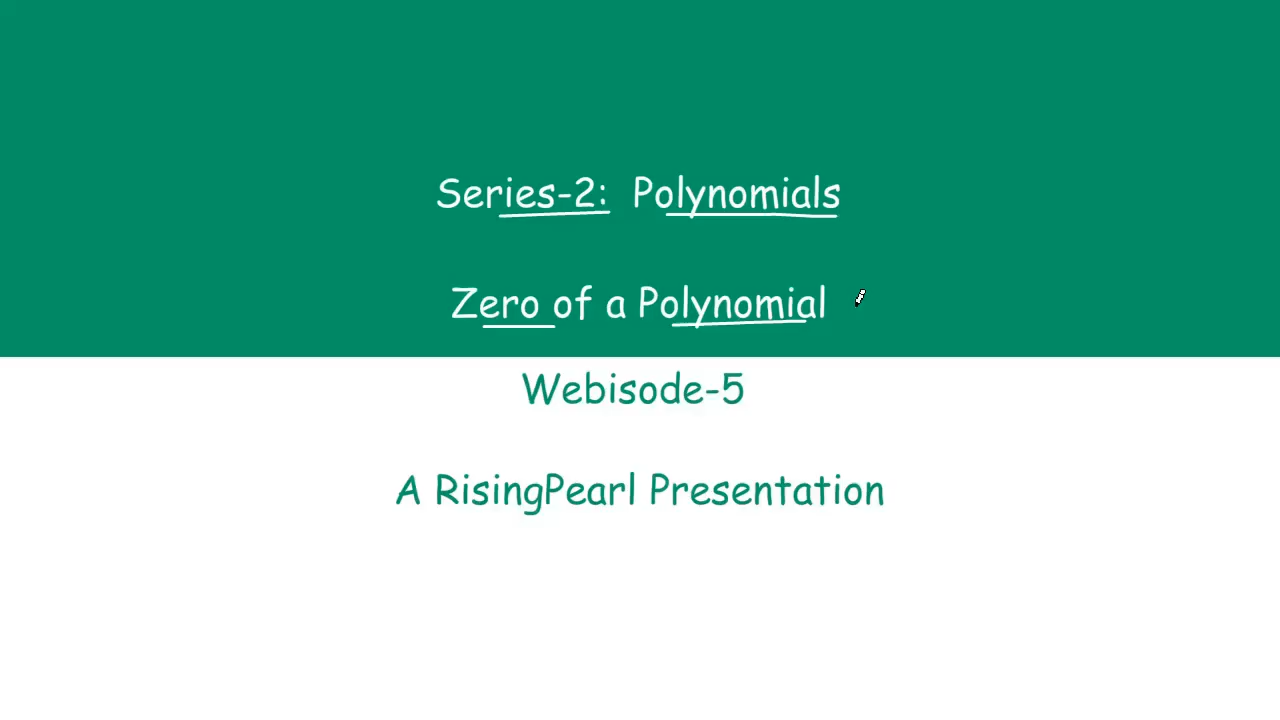 Series-2: Polynomials
Zero of a Polynomial
Webisode-5
A RisingPearl Presentation